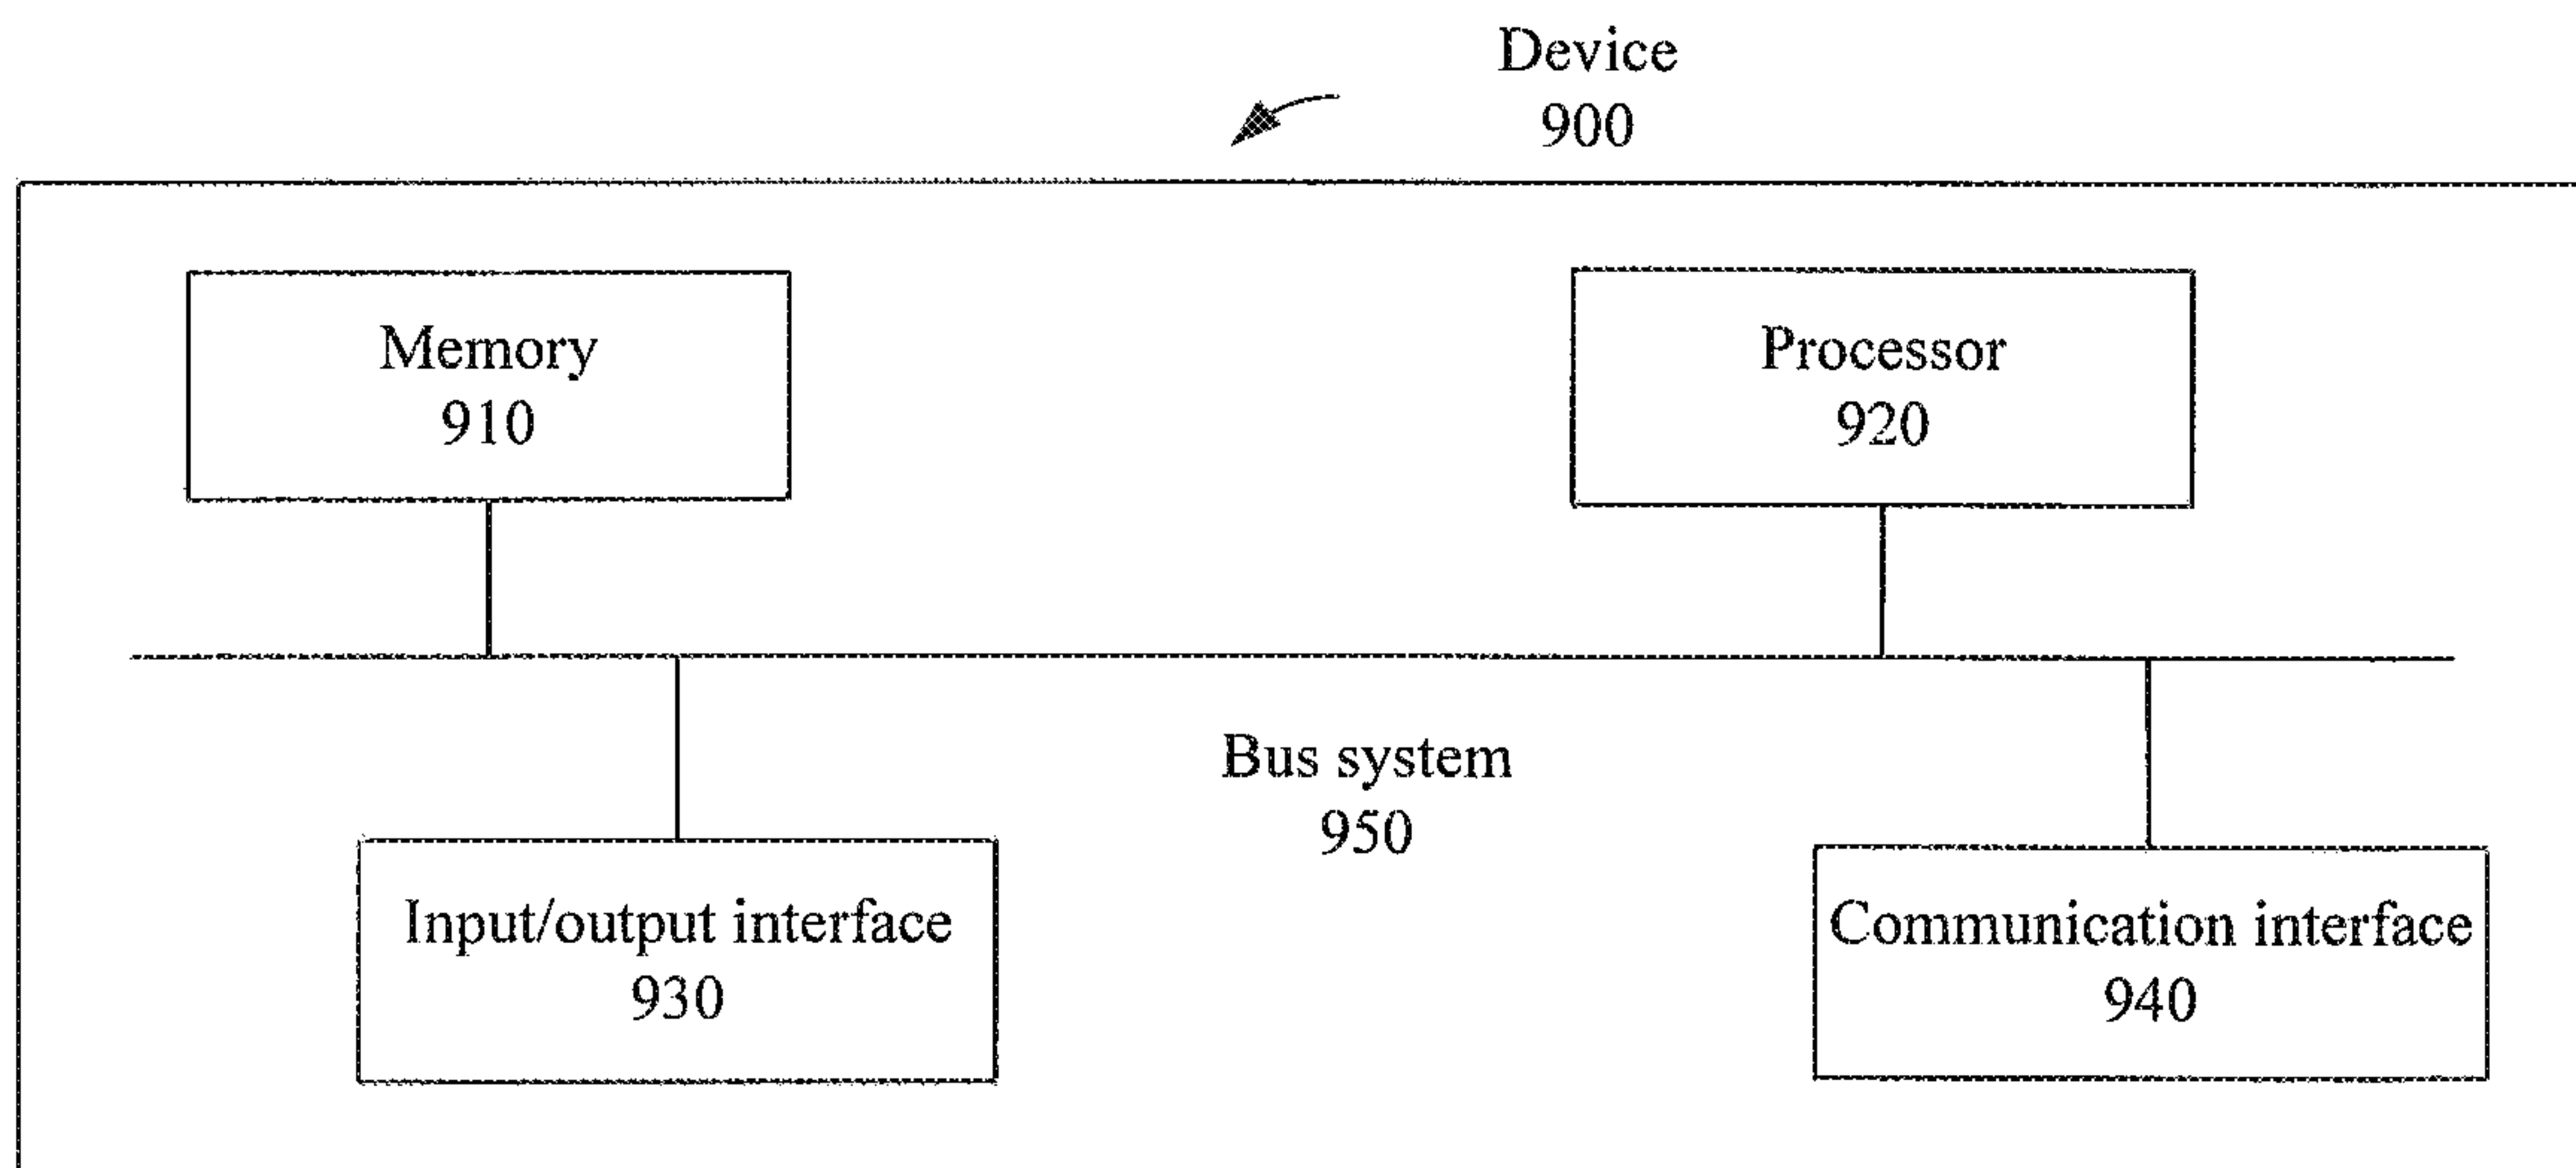 Device
900
Memory
910
Processor
920
Bus system
950
Input/output interface
930
Communication interface
940